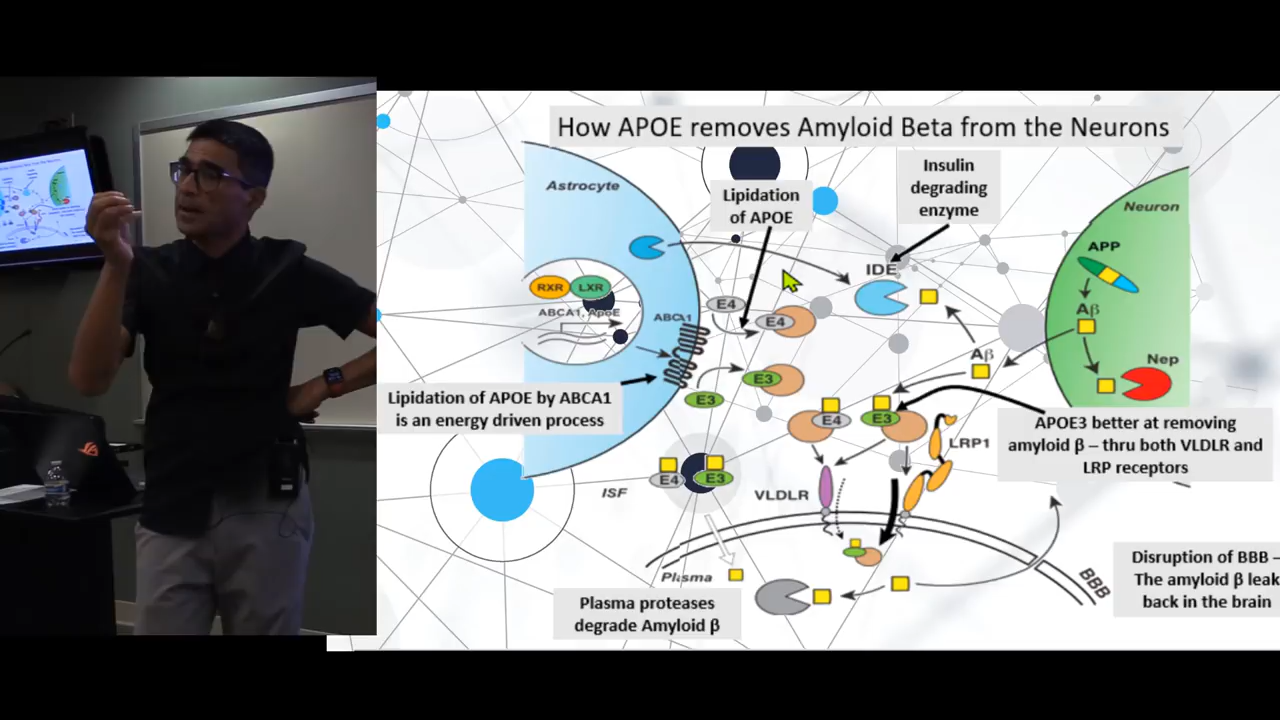 How APOE removes Amyloid Beta from the Neurons
Astrocyte
Lipidation
of APOE
Insulin
degrading
enzyme
Neuron
APP
IDE
RXR
LXR
ABCA1, ApoE
ABCA1
E4
E4
Aβ
Aβ
Nep
E3
E3
Lipidation of APOE by ABCA1
is an energy driven process
E4
E3
LRP1
APOE3 better at removing
amyloid β – thru both VLDLR and
LRP receptors
E4
E3
ISF
VLDLR
Plasma
BBB
Disruption of BBB –
The amyloid β leak
back in the brain
Plasma proteases
degrade Amyloid β